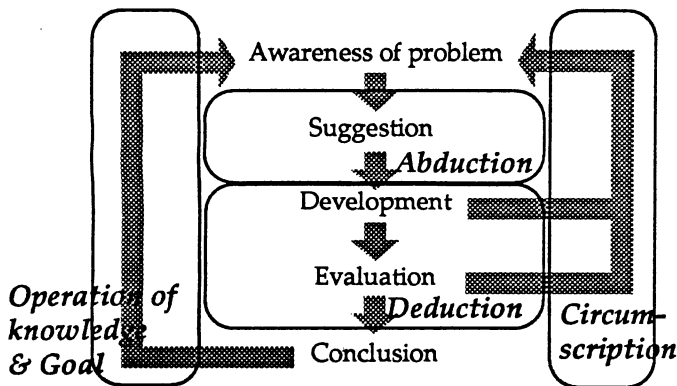 Awareness of problem
Suggestion
Abduction
Development
Evaluation
Deduction
Conclusion
Operation of
knowledge
& Goal
Circum-
scription